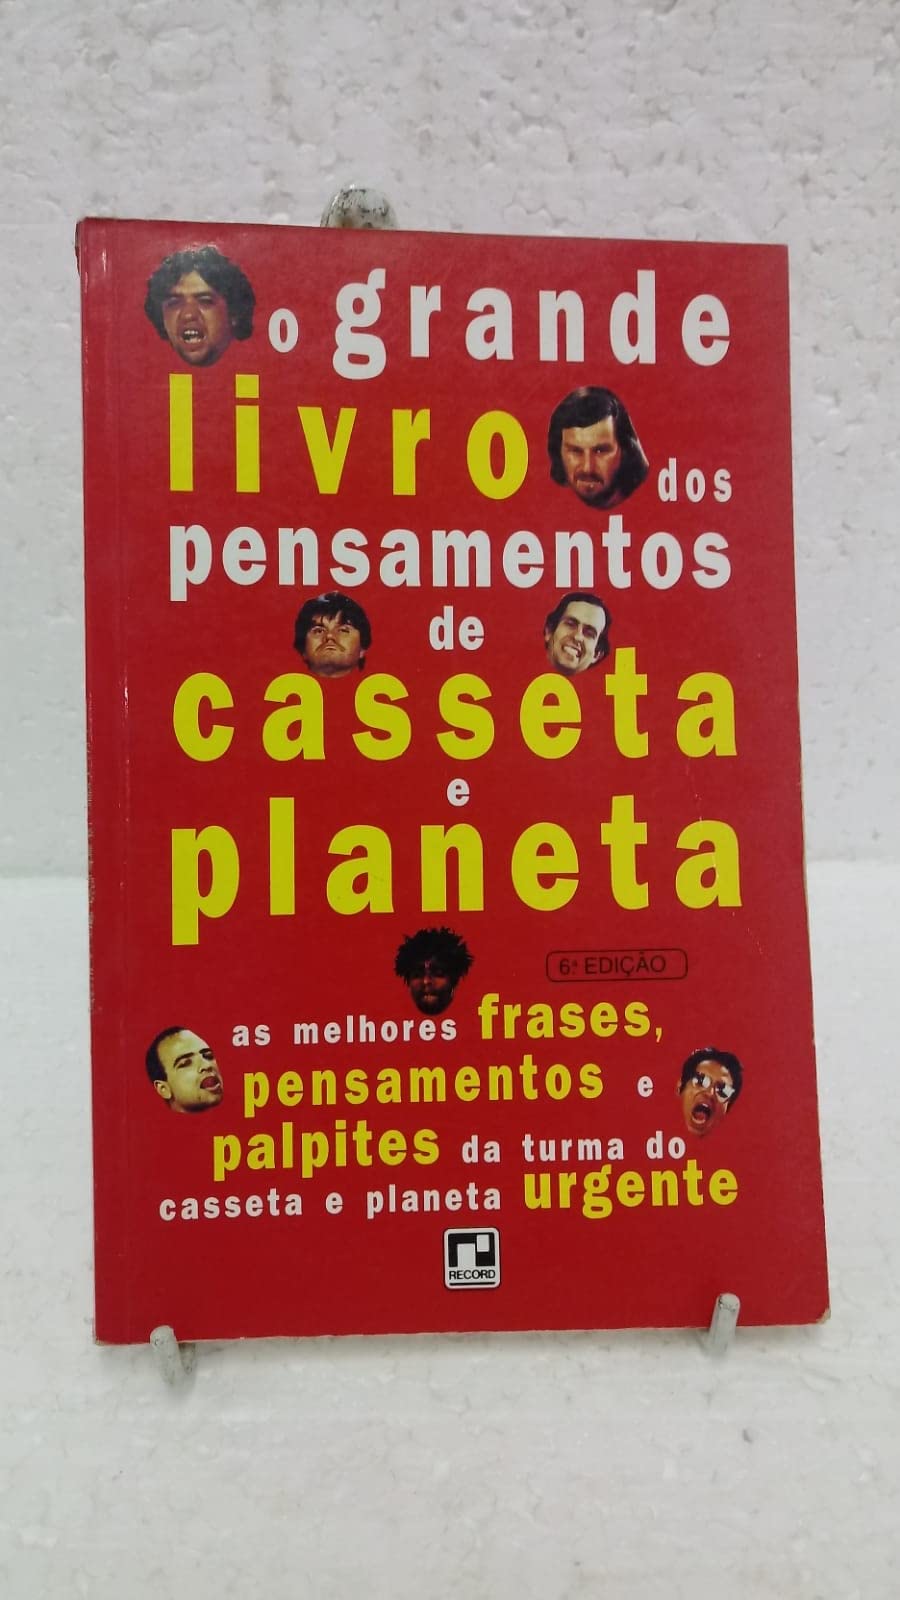 o grande
livro dos
pensamentos
de
casseta
e
planeta
6ª EDIÇÃO
as melhores frases,
pensamentos e
palpites da turma do
casseta e planeta urgente
RECORD